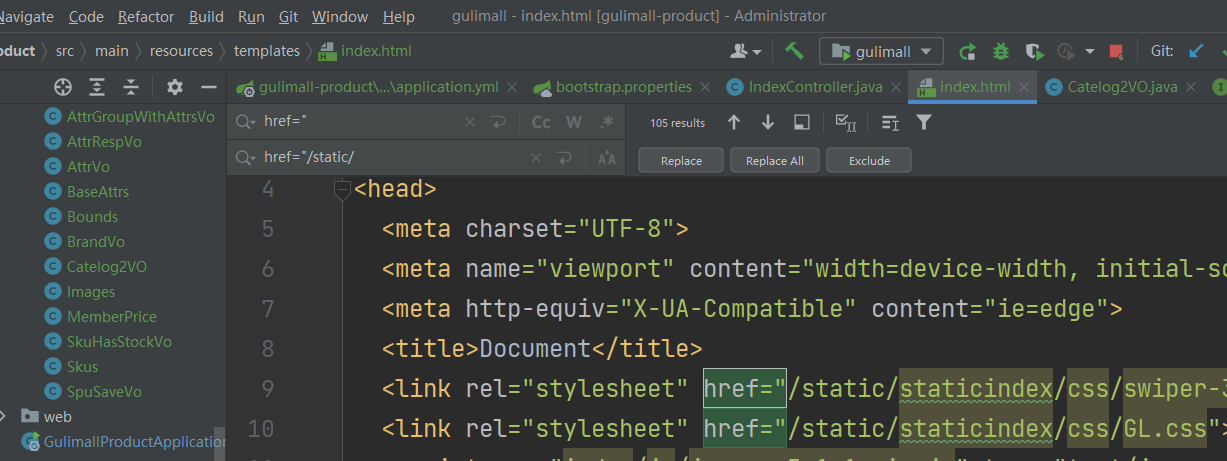 Navigate Code Refactor Build Run Git Window Help gulimall - index.html [gulimall-product] - Administrator
oduct src main resources templates index.html gulimall Git:
gulimall-product\...\application.yml bootstrap.properties IndexController.java index.html Catelog2VO.java
AttrGroupWithAttrsVo
AttrRespVo
AttrVo
BaseAttrs
Bounds
BrandVo
Catelog2VO
Images
MemberPrice
SkuHasStockVo
Skus
SpuSaveVo
web
GulimallProductApplication
href=" Cc W .* 105 results
href="/static/ AA Replace Replace All Exclude
4 <head>
5 <meta charset="UTF-8">
6 <meta name="viewport" content="width=device-width, initial-sc
7 <meta http-equiv="X-UA-Compatible" content="ie=edge">
8 <title>Document</title>
9 <link rel="stylesheet" href="/static/staticindex/css/swiper-3
10 <link rel="stylesheet" href="/static/staticindex/css/GL.css">